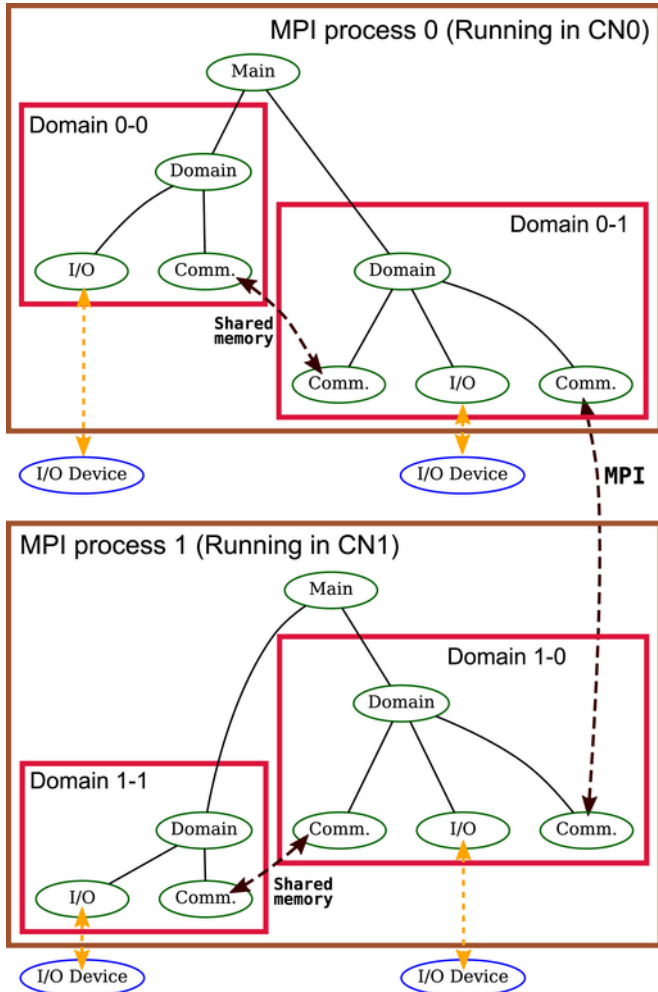 MPI process 0 (Running in CN0)
Main
Domain 0-0
Domain
I/O
Comm.
Domain 0-1
Domain
Shared
memory
Comm.
I/O
Comm.
I/O Device
I/O Device
MPI
MPI process 1 (Running in CN1)
Main
Domain 1-0
Domain
Domain 1-1
Domain
Comm.
I/O
Comm.
I/O
Comm.
Shared
memory
I/O Device
I/O Device